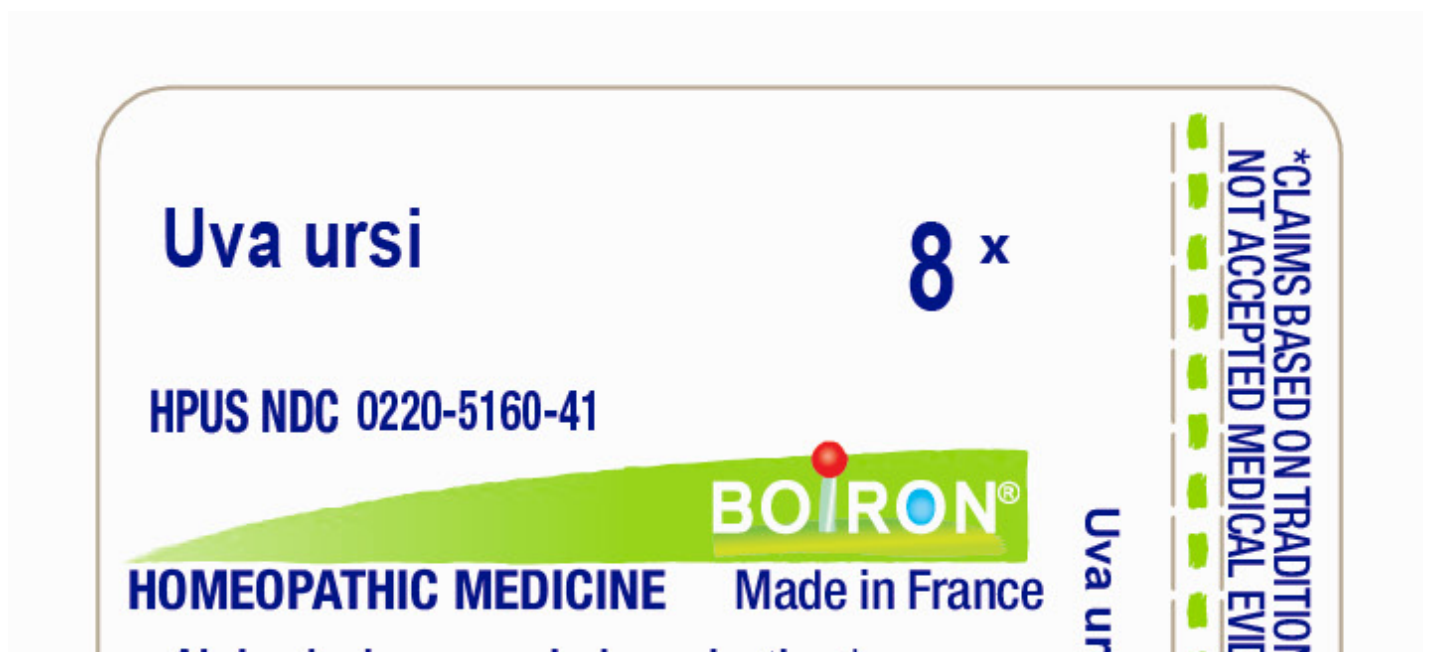 Uva ursi
8 x
HPUS NDC 0220-5160-41
BOIRON®
HOMEOPATHIC MEDICINE
Made in France
Uva ur
*CLAIMS BASED ON TRADITION
NOT ACCEPTED MEDICAL EVID